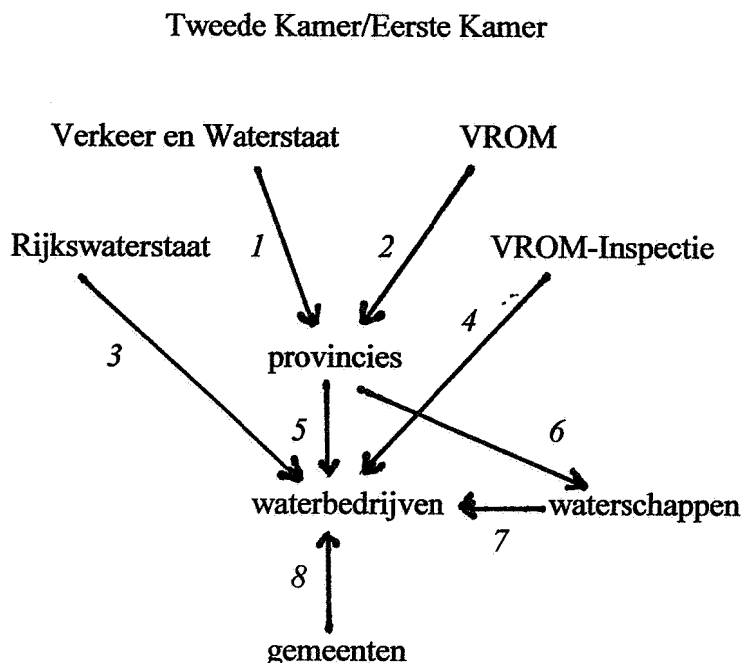 Tweede Kamer/Eerste Kamer
Verkeer en Waterstaat VROM
Rijkswaterstaat 1 2 VROM-Inspectie
3 4
provincies
5 6
waterbedrijven waterschappen
7
8
gemeenten